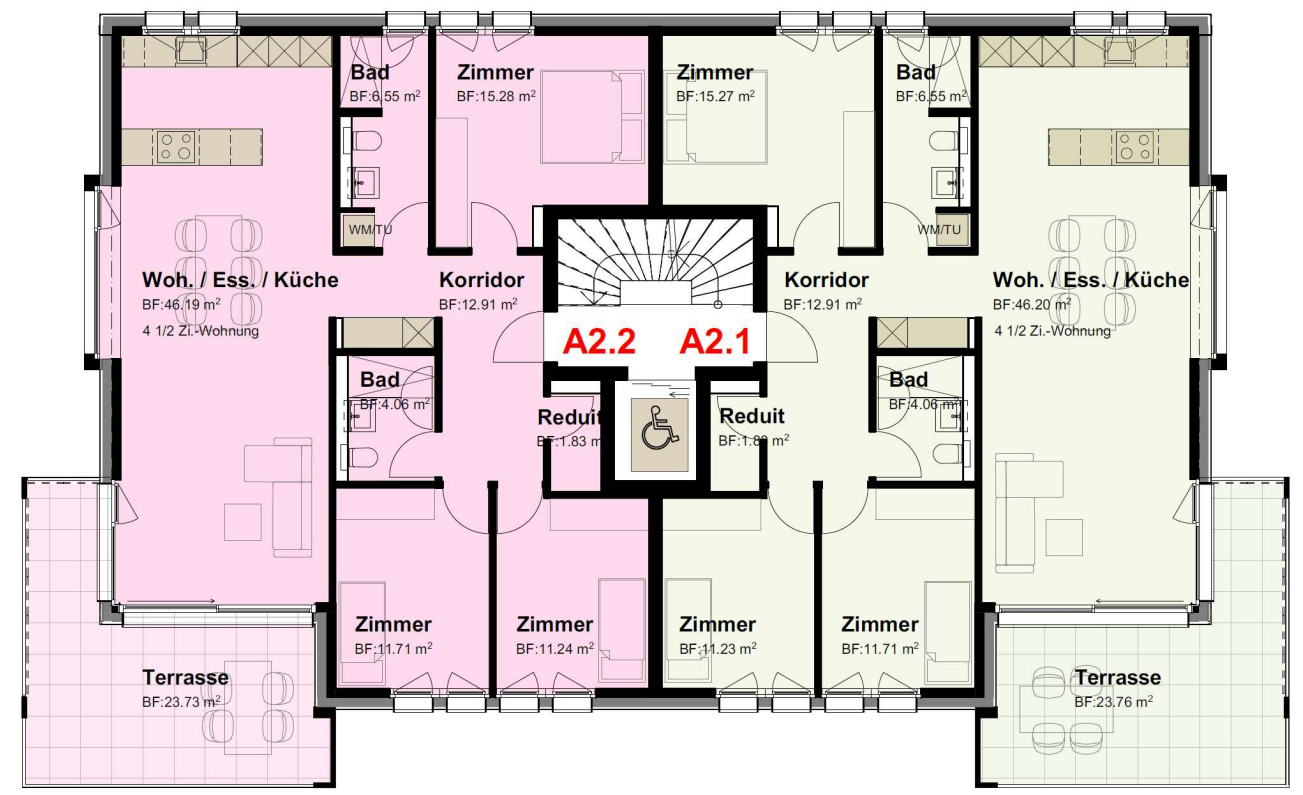 Bad
BF:6.55 m²
Zimmer
BF:15.28 m²
Zimmer
BF:15.27 m²
Bad
BF:6.55 m²
WM/TU
WM/TU
Woh. / Ess. / Küche
BF:46.19 m²
4 1/2 Zi.-Wohnung
Korridor
BF:12.91 m²
Korridor
BF:12.91 m²
Woh. / Ess. / Küche
BF:46.20 m²
4 1/2 Zi.-Wohnung
A2.2
A2.1
Bad
BF:4.06 m²
Reduit
BF:1.83 m
Reduit
BF:1.83 m²
Bad
BF:4.06 m²
Zimmer
BF:11.71 m²
Zimmer
BF:11.24 m²
Zimmer
BF:11.23 m²
Zimmer
BF:11.71 m²
Terrasse
BF:23.73 m²
Terrasse
BF:23.76 m²